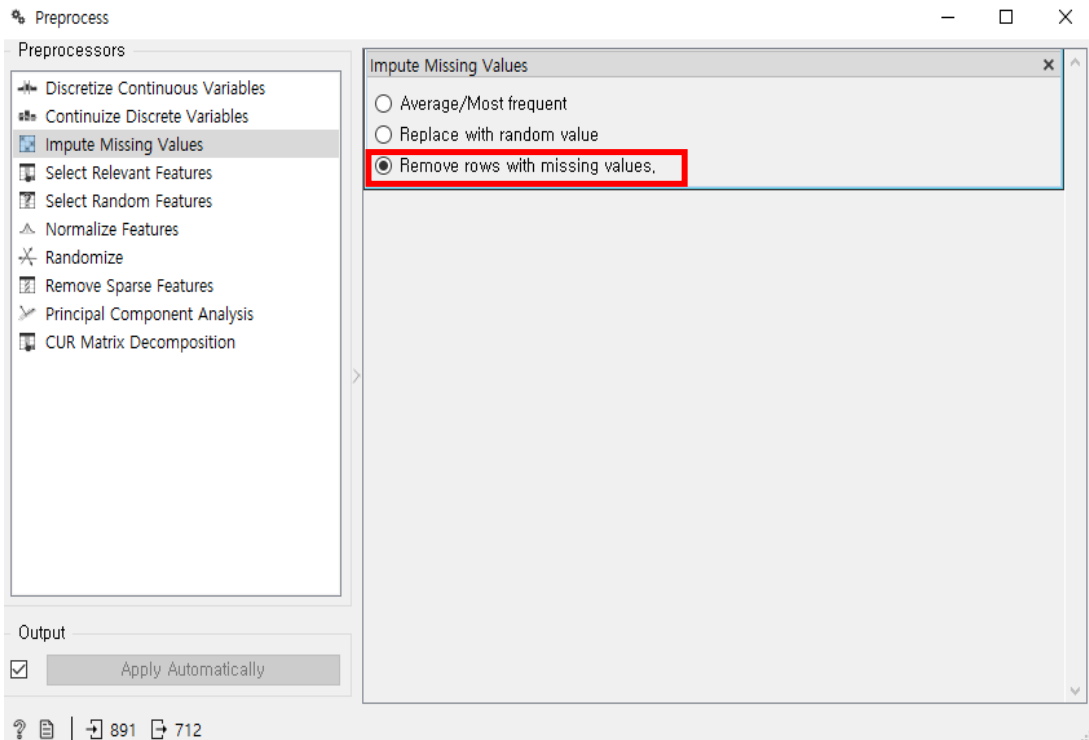 Preprocess
Preprocessors
Discretize Continuous Variables
Continuize Discrete Variables
Impute Missing Values
Select Relevant Features
Select Random Features
Normalize Features
Randomize
Remove Sparse Features
Principal Component Analysis
CUR Matrix Decomposition
Impute Missing Values
Average/Most frequent
Replace with random value
Remove rows with missing values,
Output
Apply Automatically
891 712